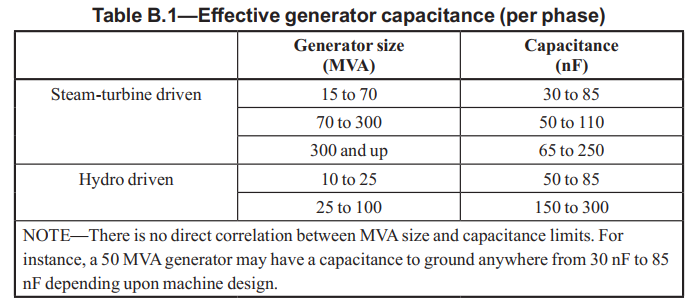 Table B.1—Effective generator capacitance (per phase)
Generator size
(MVA)
Capacitance
(nF)
Steam-turbine driven
15 to 70
30 to 85
70 to 300
50 to 110
300 and up
65 to 250
Hydro driven
10 to 25
50 to 85
25 to 100
150 to 300
NOTE—There is no direct correlation between MVA size and capacitance limits. For
instance, a 50 MVA generator may have a capacitance to ground anywhere from 30 nF to 85
nF depending upon machine design.